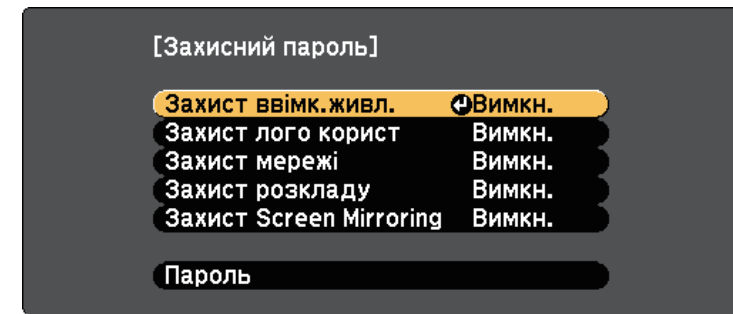 [Захисний пароль]
Захист ввімк.живл. Вимкн.
Захист лого корист Вимкн.
Захист мережі Вимкн.
Захист розкладу Вимкн.
Захист Screen Mirroring Вимкн.
Пароль